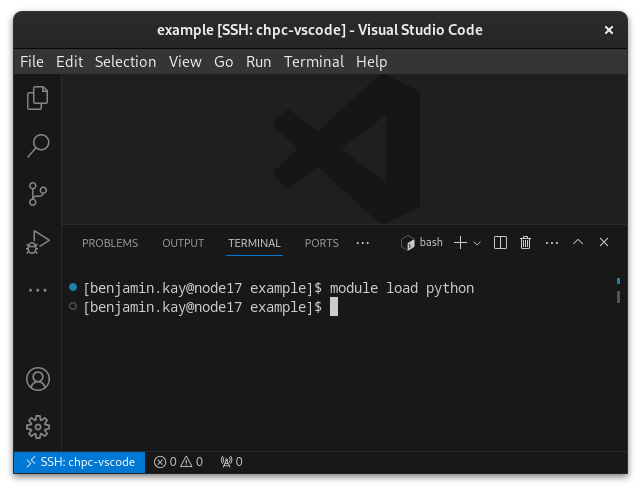 example [SSH: chpc-vscode] - Visual Studio Code
File Edit Selection View Go Run Terminal Help
PROBLEMS OUTPUT TERMINAL PORTS ··· bash ···
[benjamin.kay@node17 example]$ module load python
[benjamin.kay@node17 example]$
SSH: chpc-vscode 0 0 0